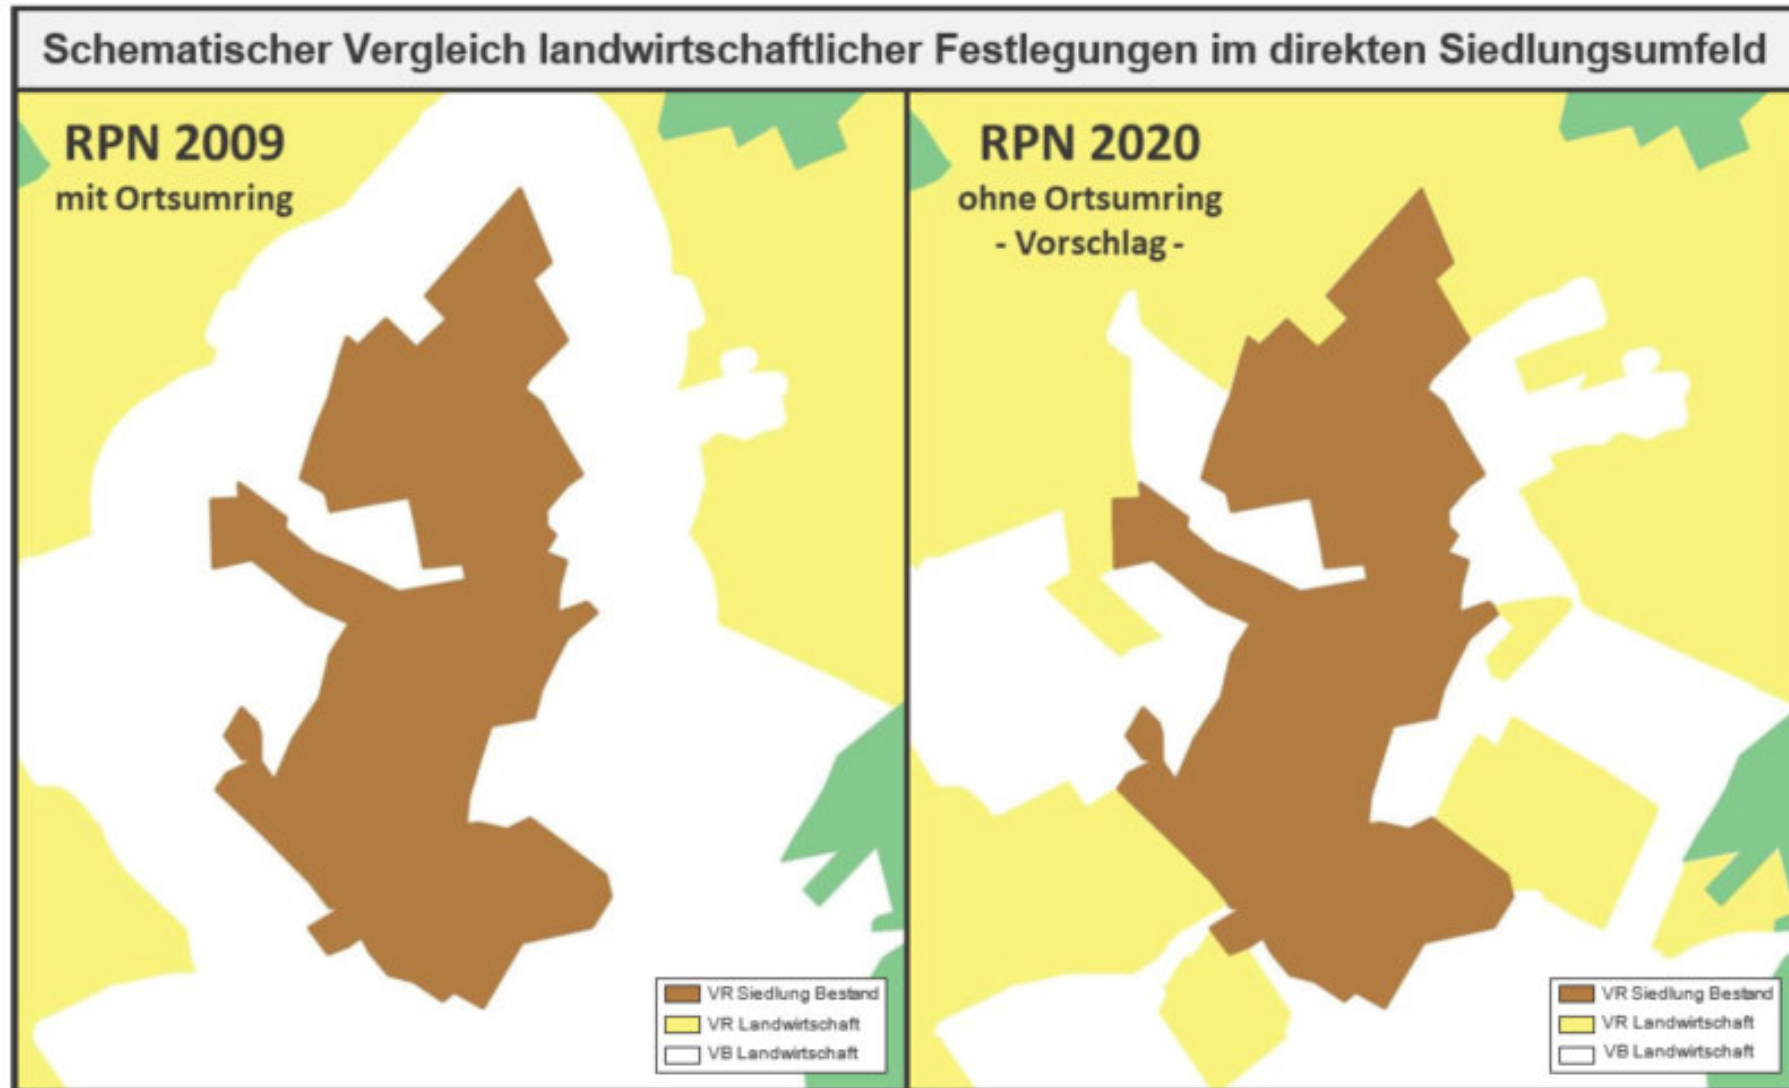 Schematischer Vergleich landwirtschaftlicher Festlegungen im direkten Siedlungsumfeld
RPN 2009
mit Ortsumring
VR Siedlung Bestand
VR Landwirtschaft
VB Landwirtschaft
RPN 2020
ohne Ortsumring
- Vorschlag -
VR Siedlung Bestand
VR Landwirtschaft
VB Landwirtschaft